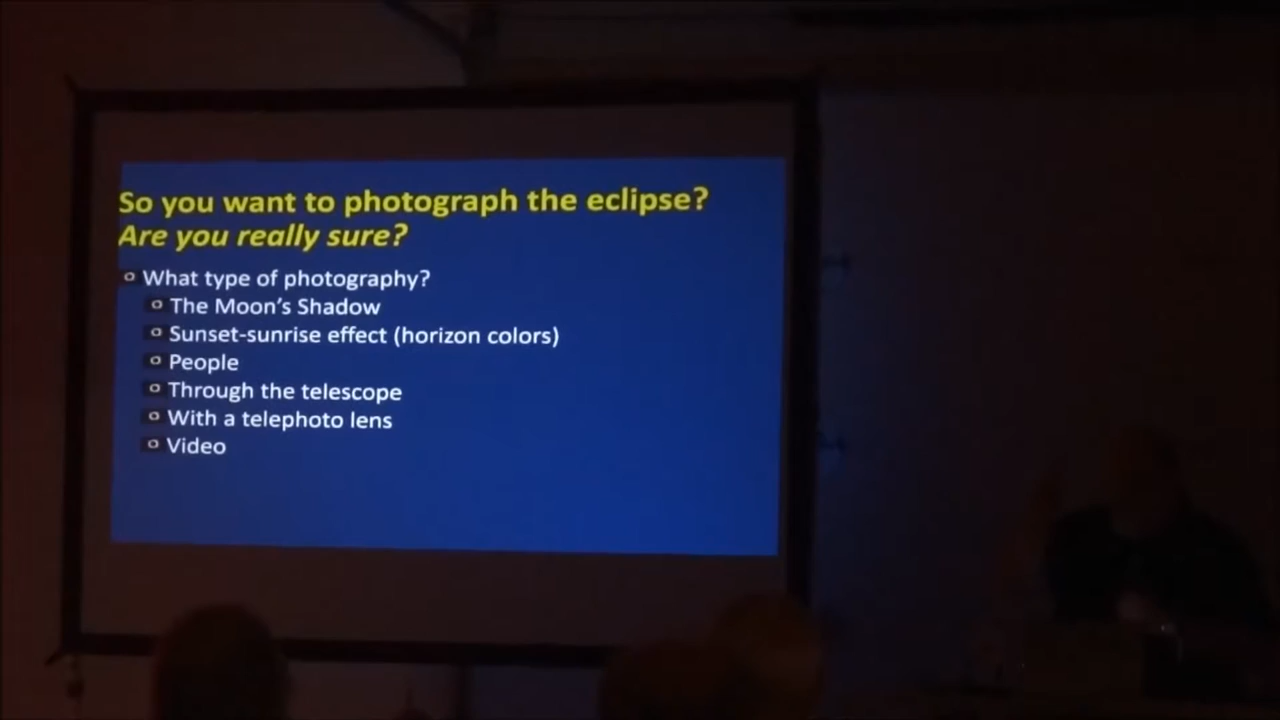 So you want to photograph the eclipse?
Are you really sure?
What type of photography?
The Moon's Shadow
Sunset-sunrise effect (horizon colors)
People
Through the telescope
With a telephoto lens
Video